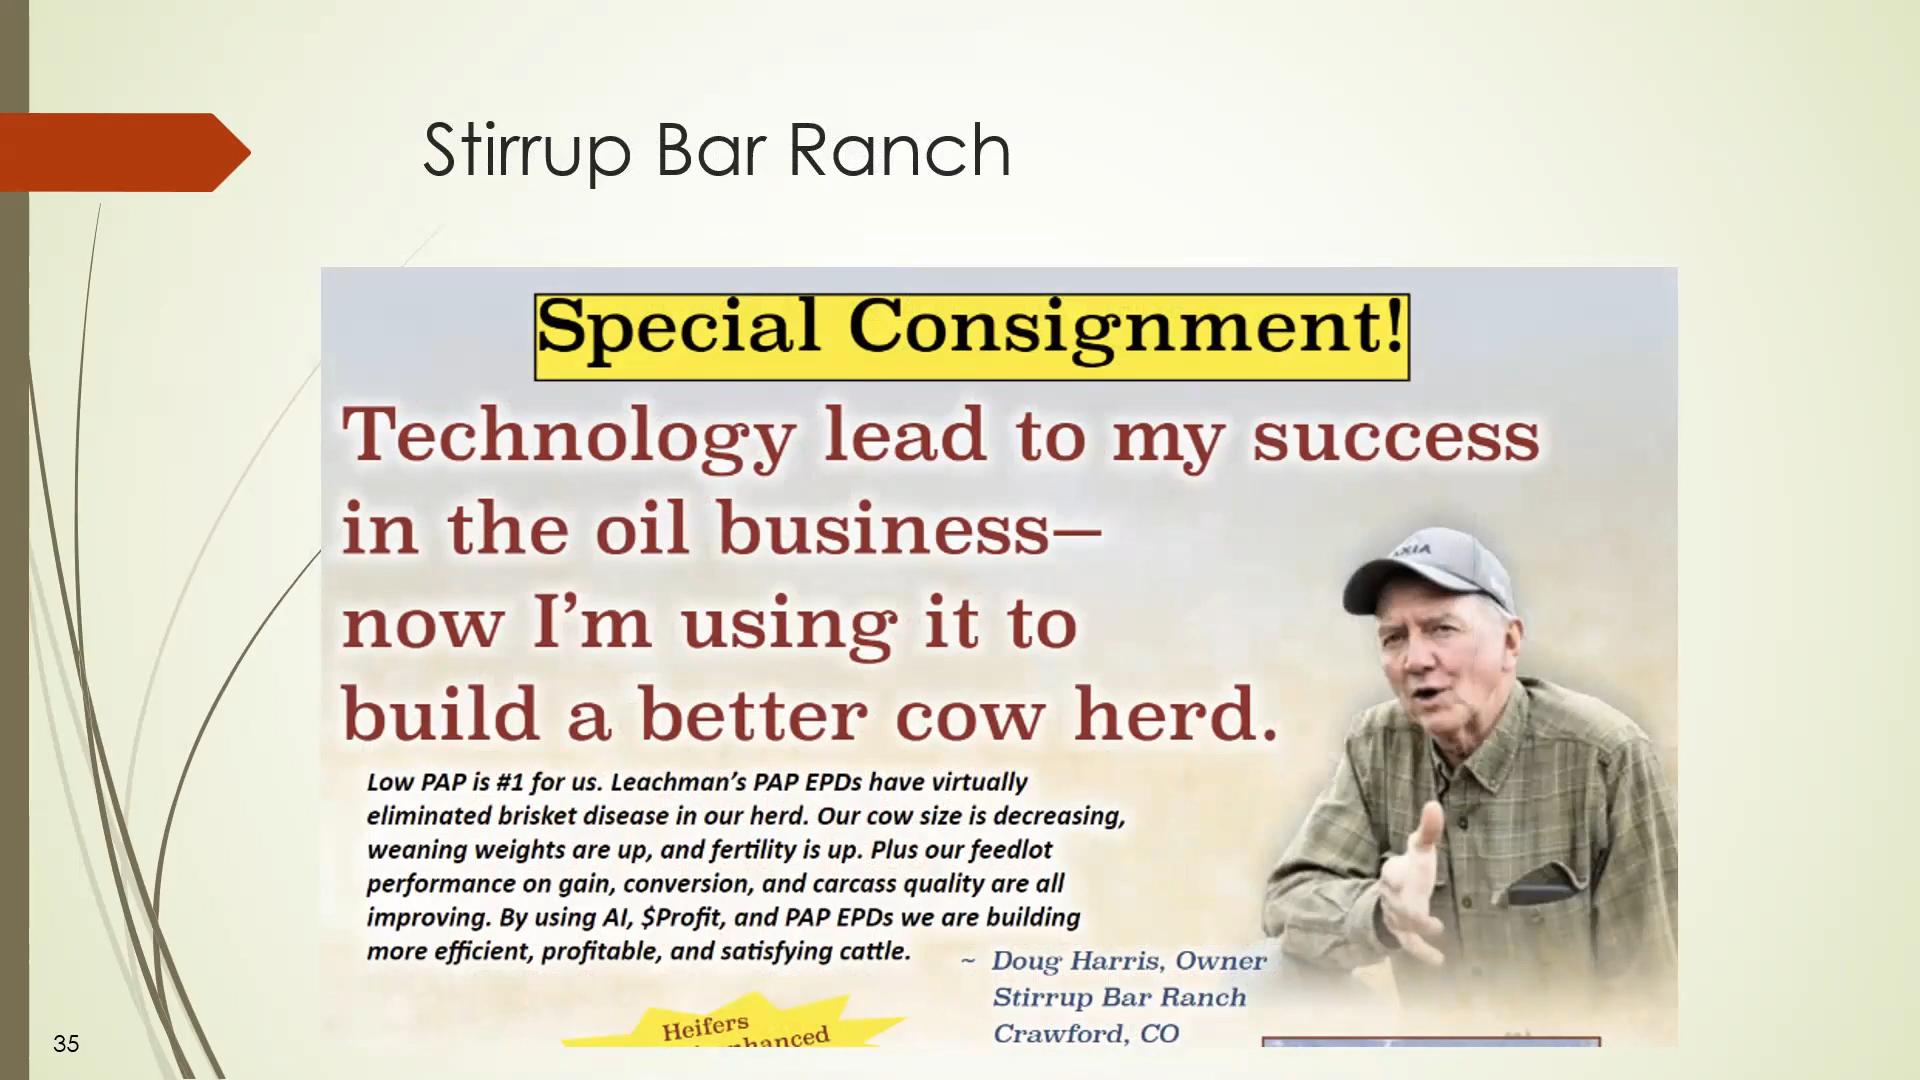 Stirrup Bar Ranch
Special Consignment!
Technology lead to my success
in the oil business—
now I'm using it to
build a better cow herd.
Low PAP is #1 for us. Leachman's PAP EPDs have virtually
eliminated brisket disease in our herd. Our cow size is decreasing,
weaning weights are up, and fertility is up. Plus our feedlot
performance on gain, conversion, and carcass quality are all
improving. By using AI, $Profit, and PAP EPDs we are building
more efficient, profitable, and satisfying cattle.
~ Doug Harris, Owner
Stirrup Bar Ranch
Crawford, CO
Heifers
35